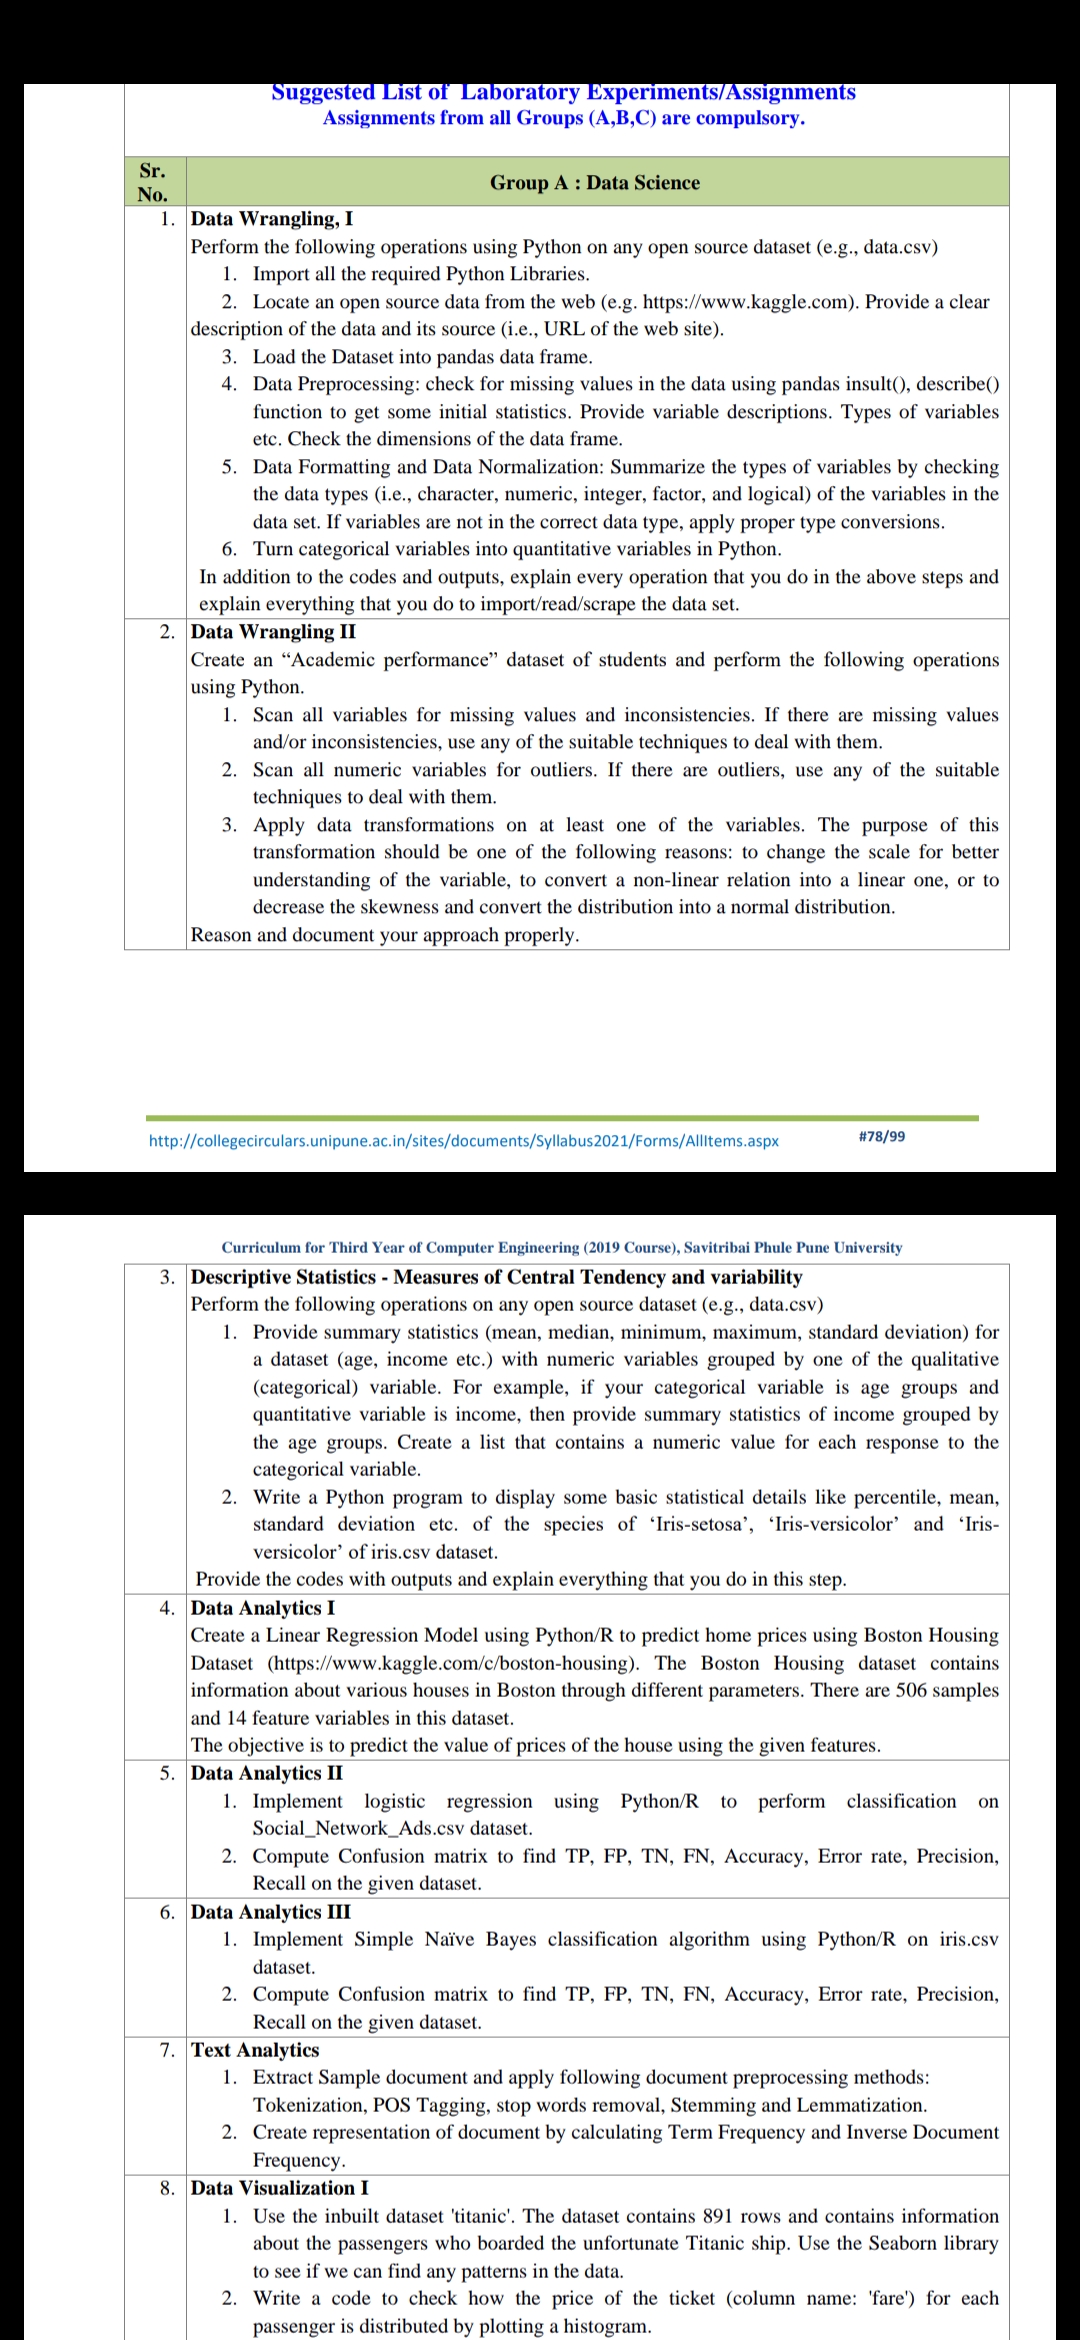 Suggested List of Laboratory Experiments/Assignments
Assignments from all Groups (A,B,C) are compulsory.
Sr.
No.
Group A : Data Science
1. Data Wrangling, I
Perform the following operations using Python on any open source dataset (e.g., data.csv)
1. Import all the required Python Libraries.
2. Locate an open source data from the web (e.g. https://www.kaggle.com). Provide a clear
description of the data and its source (i.e., URL of the web site).
3. Load the Dataset into pandas data frame.
4. Data Preprocessing: check for missing values in the data using pandas insult(), describe()
function to get some initial statistics. Provide variable descriptions. Types of variables
etc. Check the dimensions of the data frame.
5. Data Formatting and Data Normalization: Summarize the types of variables by checking
the data types (i.e., character, numeric, integer, factor, and logical) of the variables in the
data set. If variables are not in the correct data type, apply proper type conversions.
6. Turn categorical variables into quantitative variables in Python.
In addition to the codes and outputs, explain every operation that you do in the above steps and
explain everything that you do to import/read/scrape the data set.
2. Data Wrangling II
Create an “Academic performance” dataset of students and perform the following operations
using Python.
1. Scan all variables for missing values and inconsistencies. If there are missing values
and/or inconsistencies, use any of the suitable techniques to deal with them.
2. Scan all numeric variables for outliers. If there are outliers, use any of the suitable
techniques to deal with them.
3. Apply data transformations on at least one of the variables. The purpose of this
transformation should be one of the following reasons: to change the scale for better
understanding of the variable, to convert a non-linear relation into a linear one, or to
decrease the skewness and convert the distribution into a normal distribution.
Reason and document your approach properly.
http://collegecirculars.unipune.ac.in/sites/documents/Syllabus2021/Forms/AllItems.aspx #78/99
Curriculum for Third Year of Computer Engineering (2019 Course), Savitribai Phule Pune University
3. Descriptive Statistics - Measures of Central Tendency and variability
Perform the following operations on any open source dataset (e.g., data.csv)
1. Provide summary statistics (mean, median, minimum, maximum, standard deviation) for
a dataset (age, income etc.) with numeric variables grouped by one of the qualitative
(categorical) variable. For example, if your categorical variable is age groups and
quantitative variable is income, then provide summary statistics of income grouped by
the age groups. Create a list that contains a numeric value for each response to the
categorical variable.
2. Write a Python program to display some basic statistical details like percentile, mean,
standard deviation etc. of the species of ‘Iris-setosa’, ‘Iris-versicolor’ and ‘Iris-
versicolor’ of iris.csv dataset.
Provide the codes with outputs and explain everything that you do in this step.
4. Data Analytics I
Create a Linear Regression Model using Python/R to predict home prices using Boston Housing
Dataset (https://www.kaggle.com/c/boston-housing). The Boston Housing dataset contains
information about various houses in Boston through different parameters. There are 506 samples
and 14 feature variables in this dataset.
The objective is to predict the value of prices of the house using the given features.
5. Data Analytics II
1. Implement logistic regression using Python/R to perform classification on
Social_Network_Ads.csv dataset.
2. Compute Confusion matrix to find TP, FP, TN, FN, Accuracy, Error rate, Precision,
Recall on the given dataset.
6. Data Analytics III
1. Implement Simple Naïve Bayes classification algorithm using Python/R on iris.csv
dataset.
2. Compute Confusion matrix to find TP, FP, TN, FN, Accuracy, Error rate, Precision,
Recall on the given dataset.
7. Text Analytics
1. Extract Sample document and apply following document preprocessing methods:
Tokenization, POS Tagging, stop words removal, Stemming and Lemmatization.
2. Create representation of document by calculating Term Frequency and Inverse Document
Frequency.
8. Data Visualization I
1. Use the inbuilt dataset 'titanic'. The dataset contains 891 rows and contains information
about the passengers who boarded the unfortunate Titanic ship. Use the Seaborn library
to see if we can find any patterns in the data.
2. Write a code to check how the price of the ticket (column name: 'fare') for each
passenger is distributed by plotting a histogram.